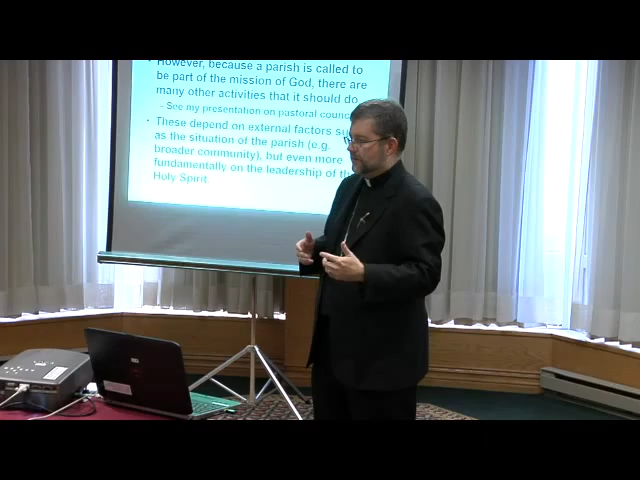 However, because a parish is called to
be part of the mission of God, there are
many other activities that it should do.
- See my presentation on pastoral
• These depend on external factors
as the situation of the parish (e.g.
broader community), but even more
fundamentally on the leadership of
Holy Spirit.